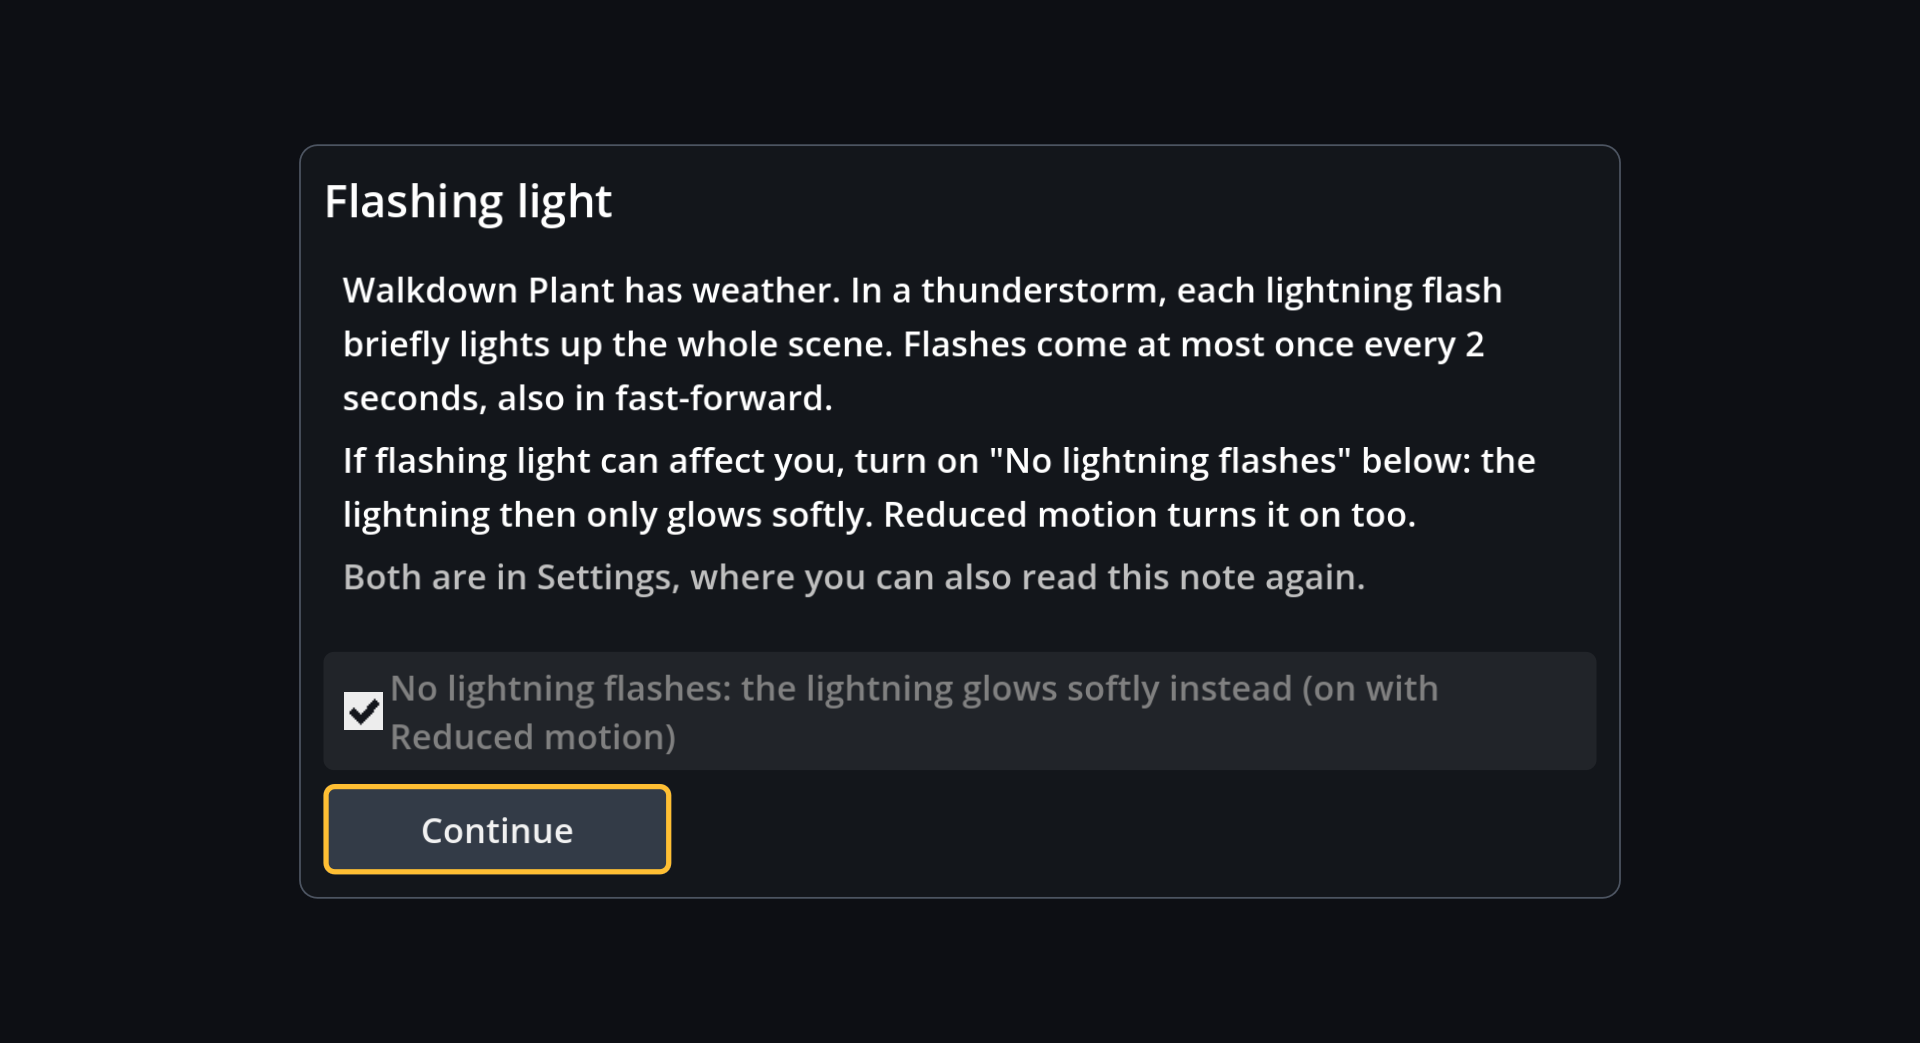 Flashing light
Walkdown Plant has weather. In a thunderstorm, each lightning flash
briefly lights up the whole scene. Flashes come at most once every 2
seconds, also in fast-forward.
If flashing light can affect you, turn on "No lightning flashes" below: the
lightning then only glows softly. Reduced motion turns it on too.
Both are in Settings, where you can also read this note again.
No lightning flashes: the lightning glows softly instead (on with
Reduced motion)
Continue